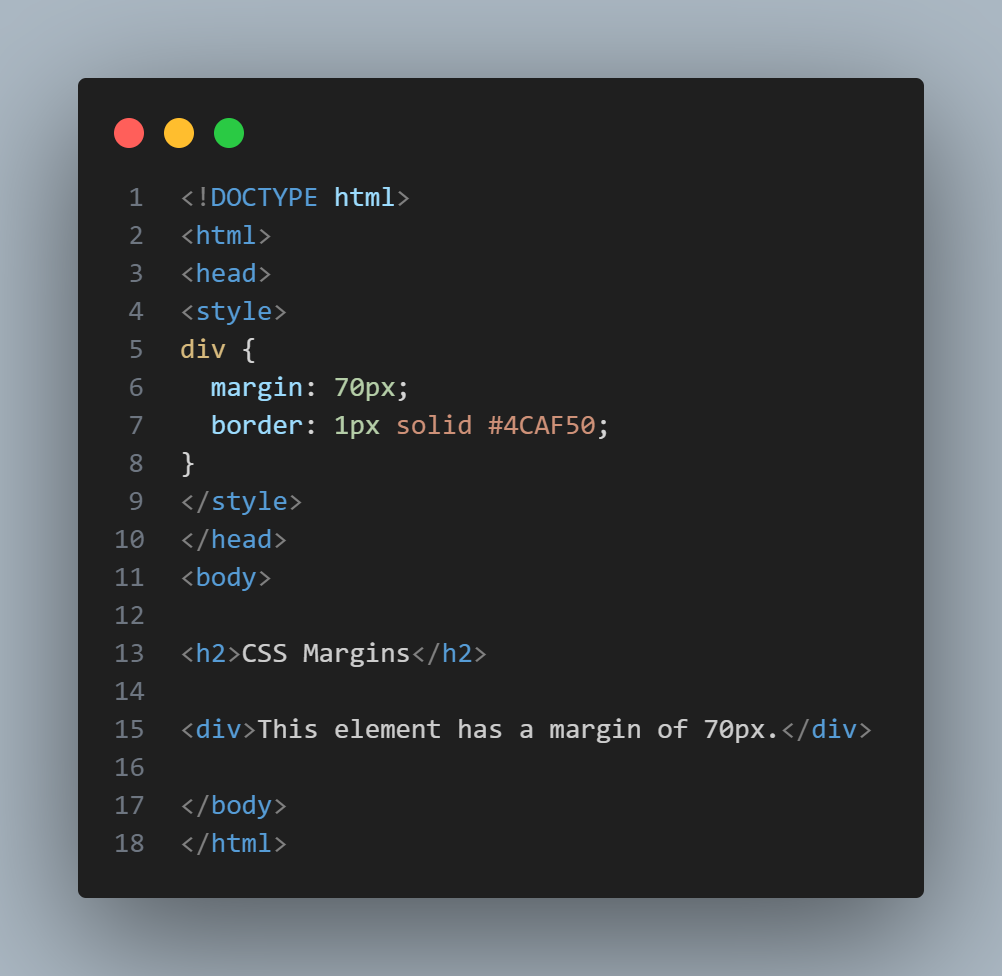 1 <!DOCTYPE html>
2 <html>
3 <head>
4 <style>
5 div {
6   margin: 70px;
7   border: 1px solid #4CAF50;
8 }
9 </style>
10 </head>
11 <body>
12
13 <h2>CSS Margins</h2>
14
15 <div>This element has a margin of 70px.</div>
16
17 </body>
18 </html>